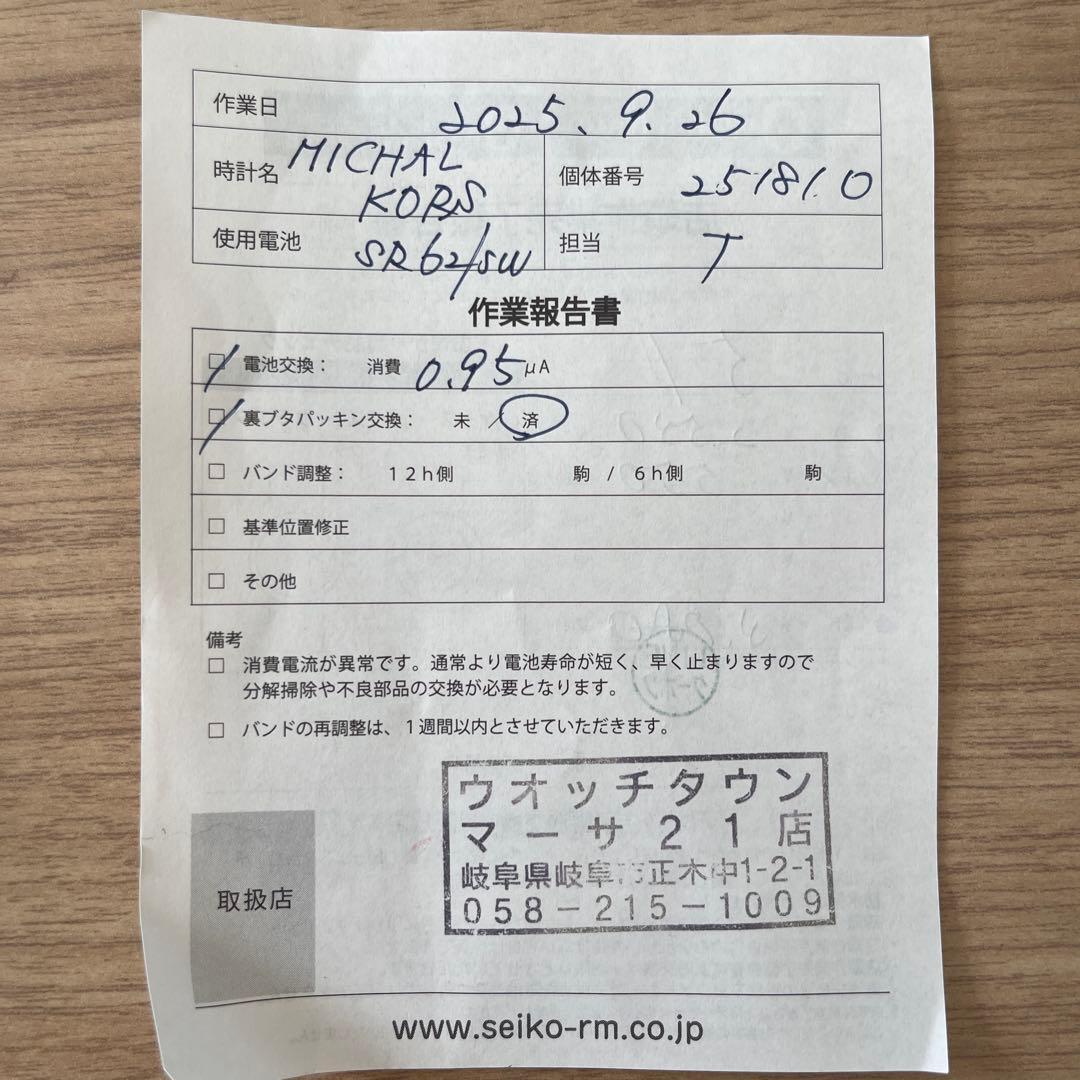 作業日 2025. 9. 26
時計名 MICHAL KORS 個体番号 251810
使用電池 SR621SW 担当 T
作業報告書
電池交換： 消費 0.95 μA
裏ブタパッキン交換： 未 / 済
バンド調整： 12h側 駒 / 6h側 駒
基準位置修正
その他
備考
消費電流が異常です。通常より電池寿命が短く、早く止まりますので
分解掃除や不良部品の交換が必要となります。
バンドの再調整は、1週間以内とさせていただきます。
ウオッチタウン
マーサ21店
岐阜県岐阜市正木中1-2-1
058-215-1009
取扱店
www.seiko-rm.co.jp